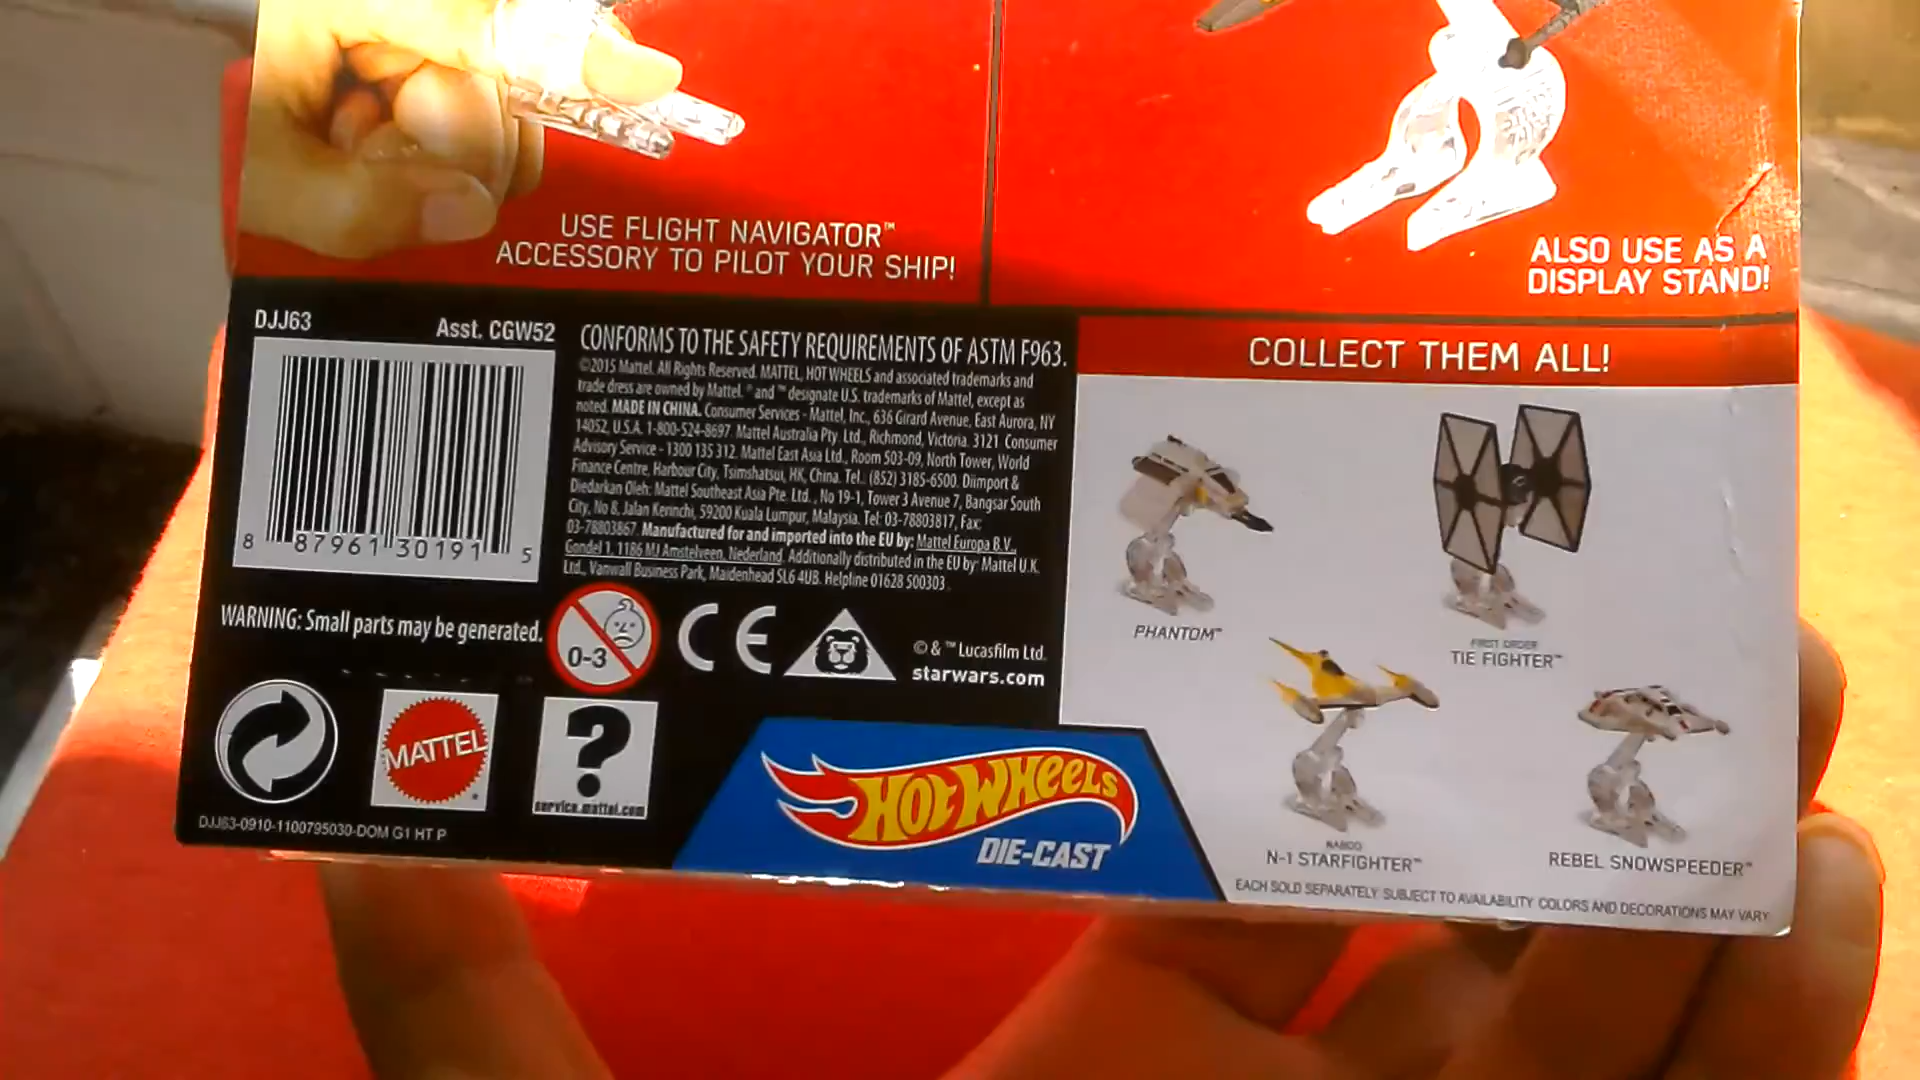 USE FLIGHT NAVIGATOR™
ACCESSORY TO PILOT YOUR SHIP!
ALSO USE AS A
DISPLAY STAND!
DJJ63
Asst. CGW52
8 87961 30191 5
CONFORMS TO THE SAFETY REQUIREMENTS OF ASTM F963.
©2015 Mattel. All Rights Reserved. MATTEL, HOT WHEELS and associated trademarks and
trade dress are owned by Mattel. ® and ™ designate U.S. trademarks of Mattel, except as
noted. MADE IN CHINA. Consumer Services - Mattel, Inc., 636 Girard Avenue, East Aurora, NY
14052, U.S.A. 1-800-524-8697. Mattel Australia Pty. Ltd., Richmond, Victoria. 3121 Consumer
Advisory Service - 1300 135 312. Mattel East Asia Ltd., Room 503-09, North Tower, World
Finance Centre, Harbour City, Tsimshatsui, HK, China. Tel.: (852) 3185-6500. Diimport &
Diedarkan Oleh: Mattel Southeast Asia Pte. Ltd., No 19-1, Tower 3 Avenue 7, Bangsar South
City, No 8, Jalan Kerinchi, 59200 Kuala Lumpur, Malaysia. Tel: 03-78803817, Fax:
03-78803867. Manufactured for and imported into the EU by: Mattel Europa B.V.,
Gondel 1, 1186 MJ Amstelveen, Nederland. Additionally distributed in the EU by: Mattel U.K.
Ltd., Vanwall Business Park, Maidenhead SL6 4UB. Helpline 01628 500303.
WARNING: Small parts may be generated.
0-3
CE
© & ™ Lucasfilm Ltd.
starwars.com
MATTEL
?
service.mattel.com
DJJ63-0910-1100795030-DOM G1 HT P
HOT WHEELS
DIE-CAST
COLLECT THEM ALL!
PHANTOM™
FIRST ORDER
TIE FIGHTER™
NABOO
N-1 STARFIGHTER™
REBEL SNOWSPEEDER™
EACH SOLD SEPARATELY. SUBJECT TO AVAILABILITY. COLORS AND DECORATIONS MAY VARY.